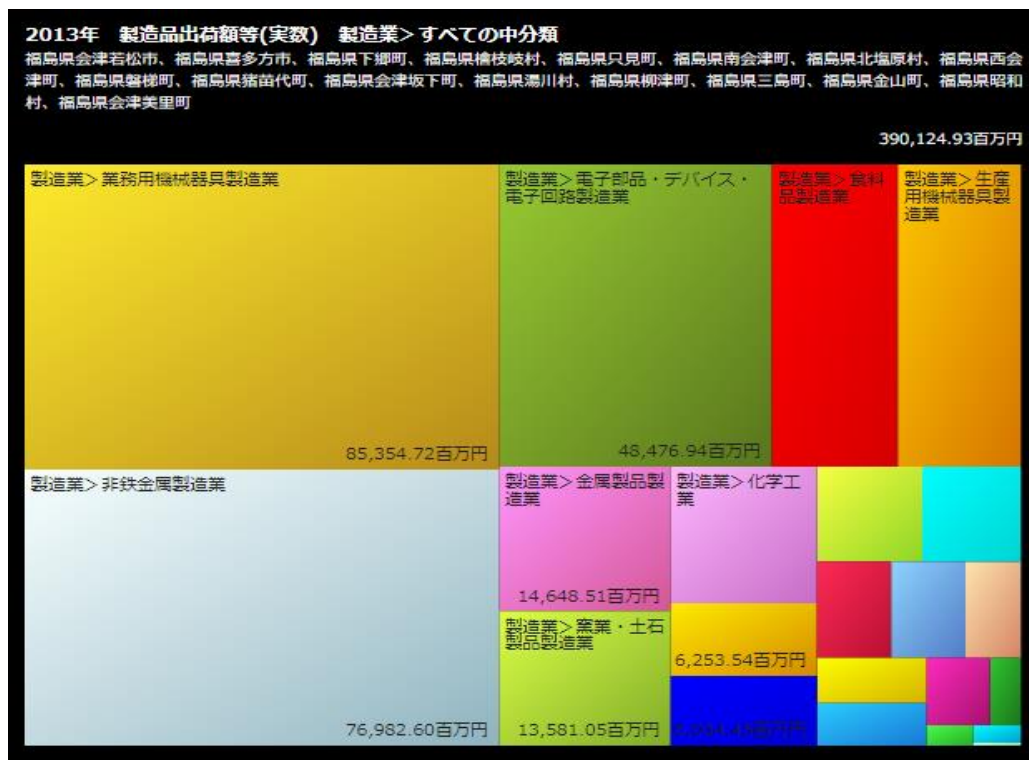 2013年 製造品出荷額等(実数) 製造業>すべての中分類
福島県会津若松市、福島県喜多方市、福島県下郷町、福島県檜枝岐村、福島県只見町、福島県南会津町、福島県北塩原村、福島県西会
津町、福島県磐梯町、福島県猪苗代町、福島県会津坂下町、福島県湯川村、福島県柳津町、福島県三島町、福島県金山町、福島県昭和
村、福島県会津美里町
390,124.93百万円
製造業>業務用機械器具製造業
85,354.72百万円
製造業>電子部品・デバイス・
電子回路製造業
48,476.94百万円
製造業>食料
品製造業
製造業>生産
用機械器具製
造業
製造業>非鉄金属製造業
76,982.60百万円
製造業>金属製品製
造業
14,648.51百万円
製造業>化学工
業
製造業>窯業・土石
製品製造業
13,581.05百万円
6,253.54百万円